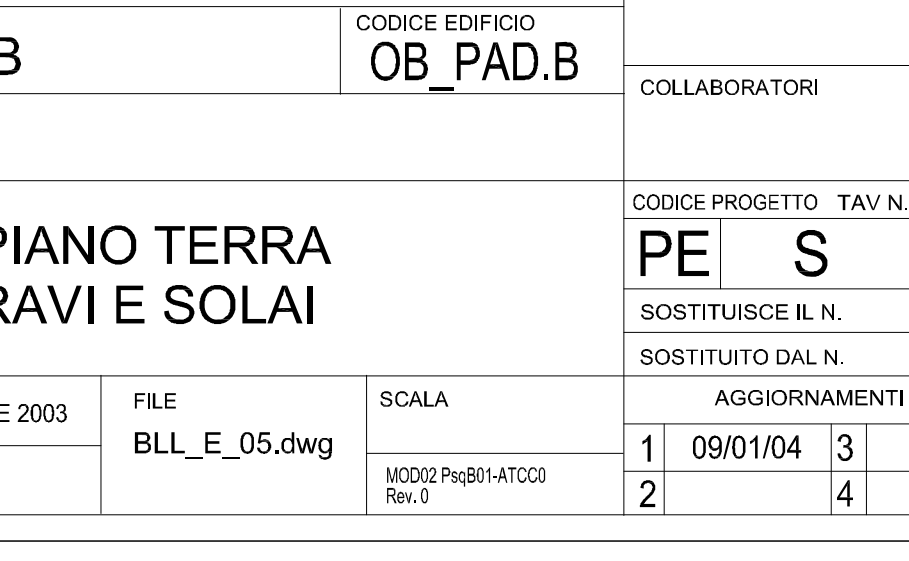 B
CODICE EDIFICIO
OB_PAD.B
COLLABORATORI
CODICE PROGETTO TAV N.
PE S
PIANO TERRA
RAVI E SOLAI
SOSTITUISCE IL N.
SOSTITUITO DAL N.
E 2003
FILE
BLL_E_05.dwg
SCALA
MOD02 PsqB01-ATCC0
Rev. 0
AGGIORNAMENTI
1 09/01/04 3
2 4